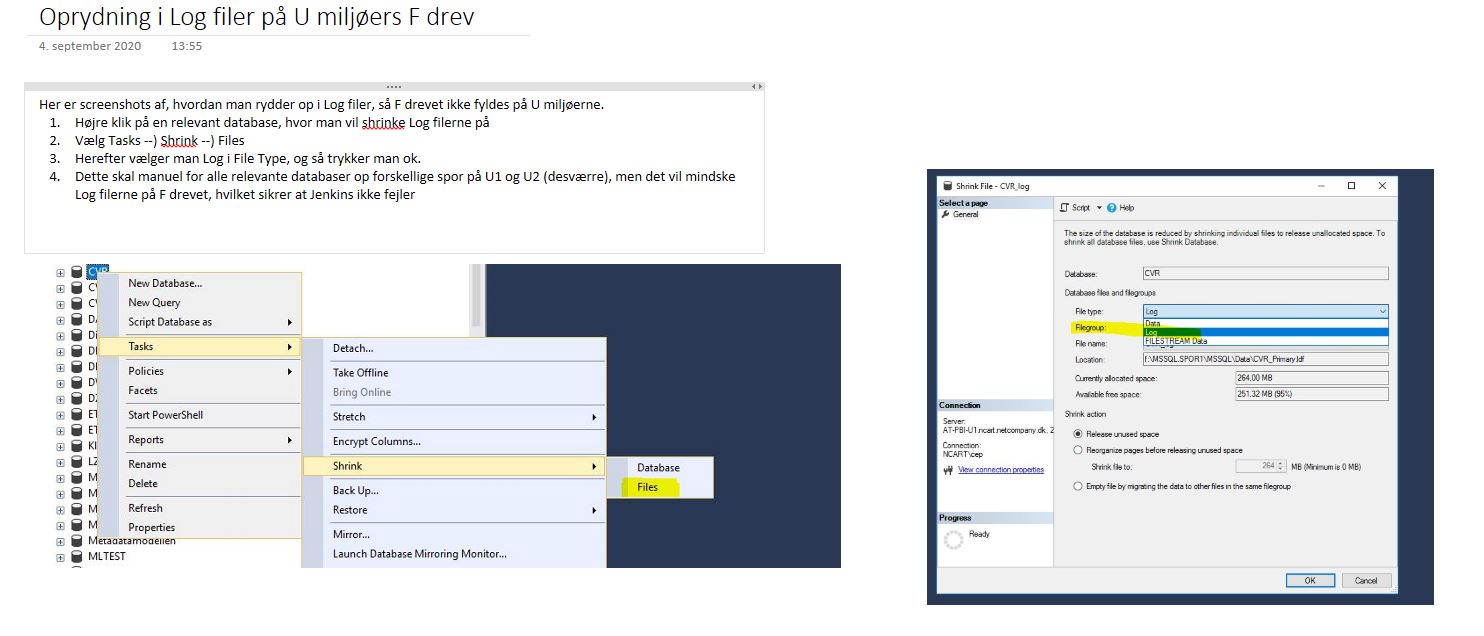 Oprydning i Log filer på U miljøers F drev
4. september 2020 13:55
Her er screenshots af, hvordan man rydder op i Log filer, så F drevet ikke fyldes på U miljøerne.
1. Højre klik på en relevant database, hvor man vil shrinke Log filerne på
2. Vælg Tasks --) Shrink --) Files
3. Herefter vælger man Log i File Type, og så trykker man ok.
4. Dette skal manuel for alle relevante databaser op forskellige spor på U1 og U2 (desværre), men det vil mindske
Log filerne på F drevet, hvilket sikrer at Jenkins ikke fejler
CVR
New Database...
New Query
Script Database as
Tasks
Policies
Facets
Start PowerShell
Reports
Rename
Delete
Refresh
Properties
Metadatamodellen
MLTEST
Detach...
Take Offline
Bring Online
Stretch
Encrypt Columns...
Shrink
Back Up...
Restore
Mirror...
Launch Database Mirroring Monitor...
Database
Files
Shrink File - CVR_log
Select a page
General
Script Help
The size of the database is reduced by shrinking individual files to release unallocated space. To
shrink all database files, use Shrink Database.
Database: CVR
Database files and filegroups
File type: Log
Data
Filegroup:
Log
File name:
FILESTREAM Data
Location: f:\MSSQL.SPOR1\MSSQL\Data\CVR_Primary.ldf
Currently allocated space: 264.00 MB
Available free space: 251.32 MB (95%)
Shrink action
Release unused space
Reorganize pages before releasing unused space
Shrink file to: 264 MB (Minimum is 0 MB)
Empty file by migrating the data to other files in the same filegroup
Connection
Server:
AT-PBI-U1.ncart.netcompany.dk, 2
Connection:
NCART\cep
View connection properties
Progress
Ready
OK Cancel